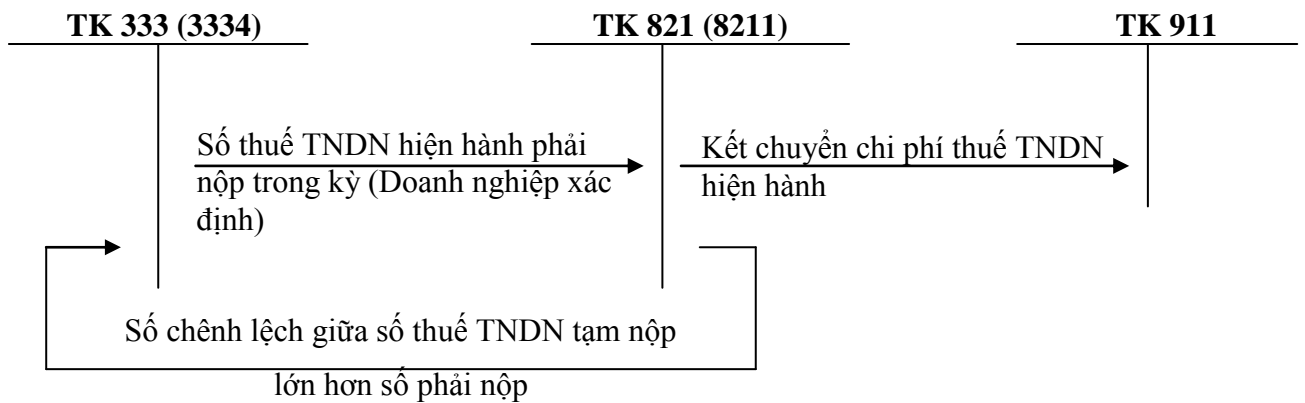 TK 333 (3334)
TK 821 (8211)
TK 911
Số thuế TNDN hiện hành phải
nộp trong kỳ (Doanh nghiệp xác
định)
Kết chuyển chi phí thuế TNDN
hiện hành
Số chênh lệch giữa số thuế TNDN tạm nộp
lớn hơn số phải nộp